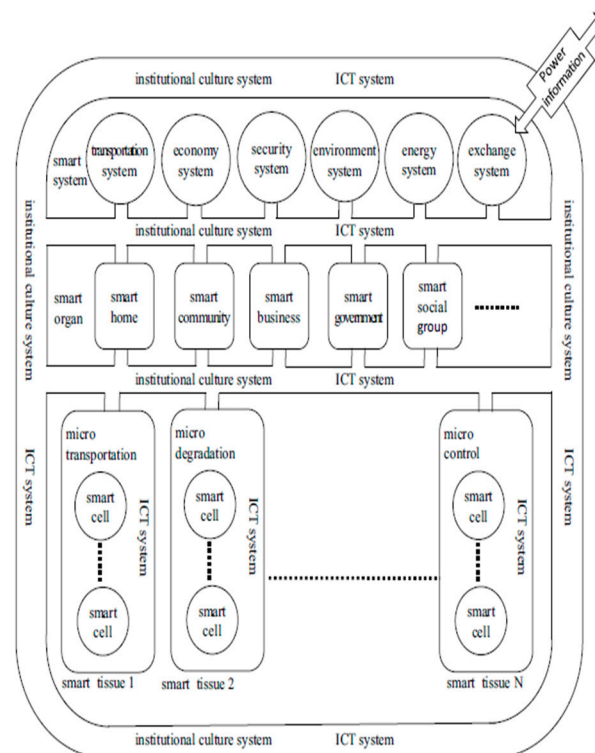 Power
information
institutional culture system ICT system
smart
system
transportation
system
economy
system
security
system
environment
system
energy
system
exchange
system
institutional culture system
institutional culture system
institutional culture system ICT system
smart
organ
smart
home
smart
community
smart
business
smart
government
smart
social
group
institutional culture system ICT system
ICT system
ICT system
micro
transportation
smart
cell
smart
cell
ICT system
smart tissue 1
micro
degradation
smart
cell
smart
cell
ICT system
smart tissue 2
micro
control
smart
cell
smart
cell
ICT system
smart tissue N
institutional culture system ICT system